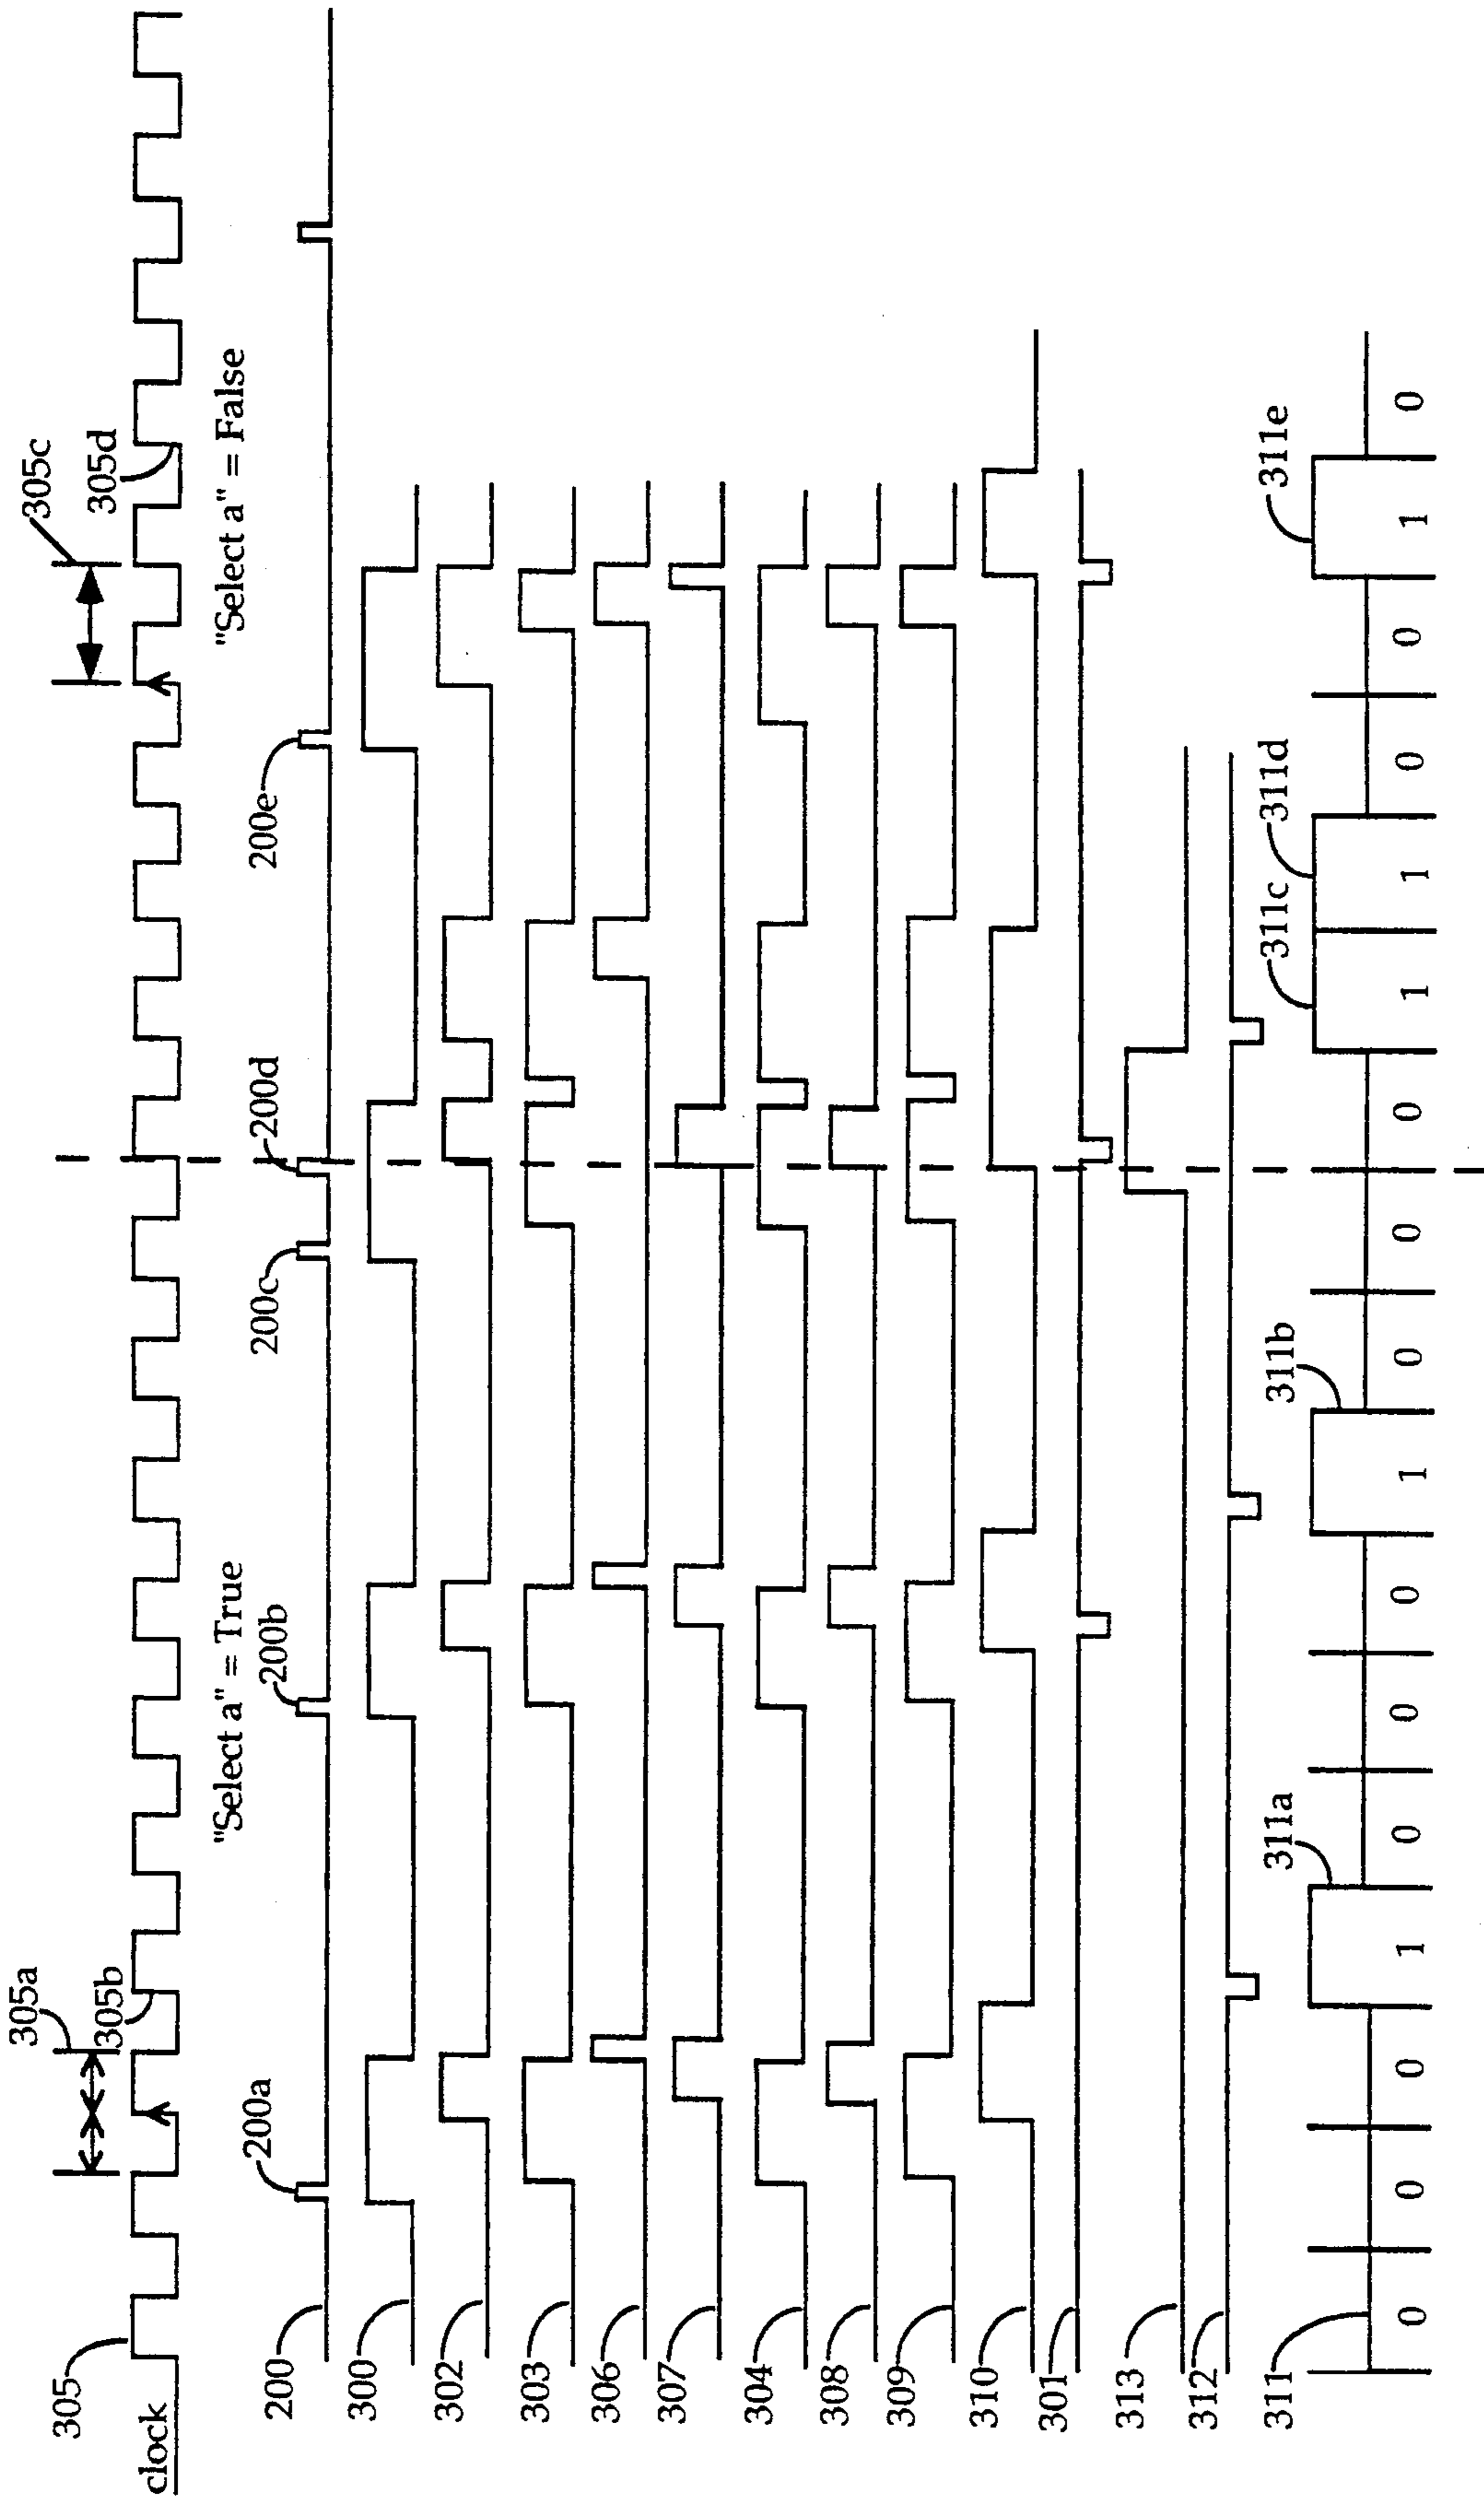 305
305a
305b
305c
305d
clock
"Select a" = True
"Select a" = False
200
200a
200b
200c
200d
200e
300
302
303
306
307
304
308
309
310
301
313
312
311
311a
311b
311c
311d
311e
0 0 0 1 0 0 0 1 0 0 0 1 1 0 0 1 0